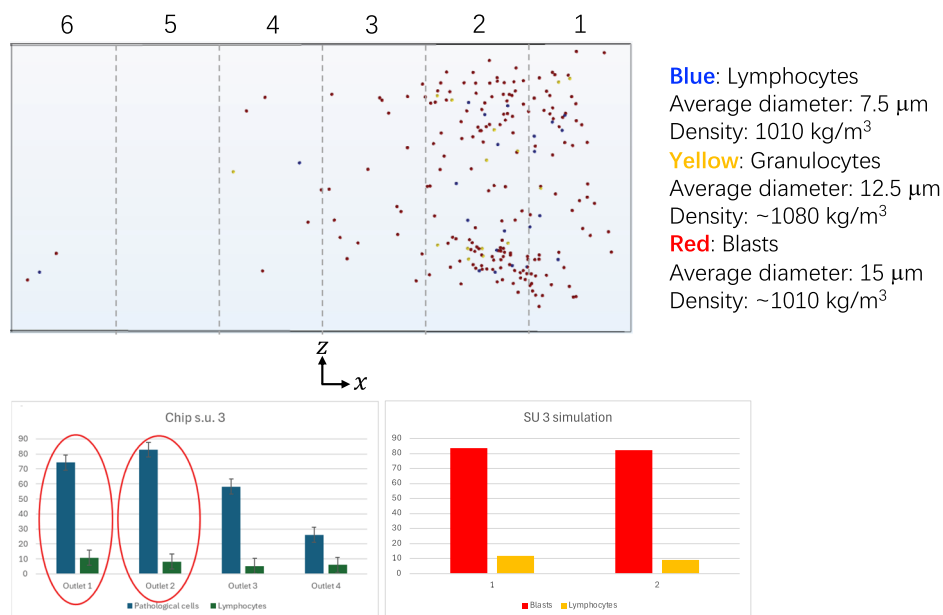 6 5 4 3 2 1
Blue: Lymphocytes
Average diameter: 7.5 μm
Density: 1010 kg/m³
Yellow: Granulocytes
Average diameter: 12.5 μm
Density: ~1080 kg/m³
Red: Blasts
Average diameter: 15 μm
Density: ~1010 kg/m³
z
x
Chip s.u. 3
90
80
70
60
50
40
30
20
10
0
Outlet 1 Outlet 2 Outlet 3 Outlet 4
Pathological cells Lymphocytes
SU 3 simulation
90
80
70
60
50
40
30
20
10
0
1 2
Blasts Lymphocytes